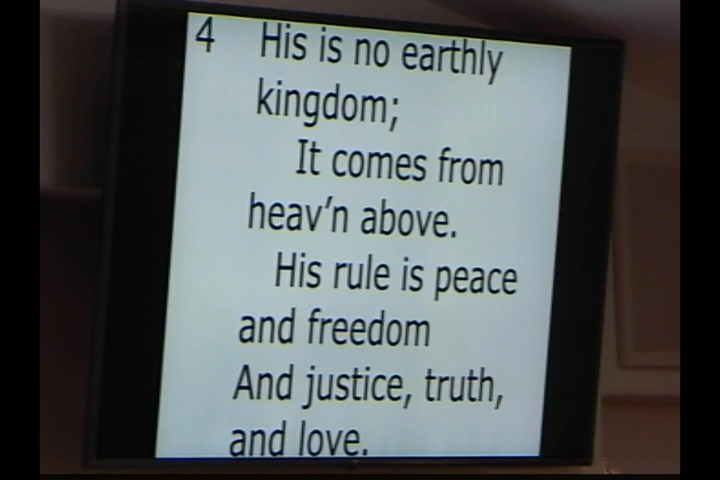 4 His is no earthly
kingdom;
It comes from
heav'n above.
His rule is peace
and freedom
And justice, truth,
and love.